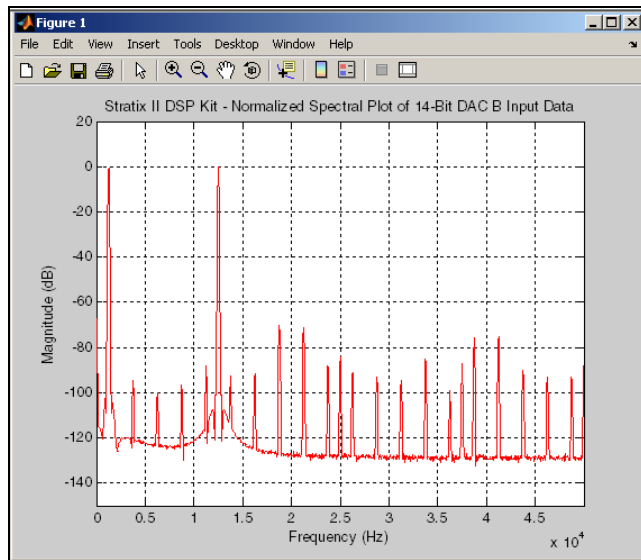 Figure 1
File Edit View Insert Tools Desktop Window Help
Stratix II DSP Kit - Normalized Spectral Plot of 14-Bit DAC B Input Data
20
0
-20
-40
-60
-80
-100
-120
-140
Magnitude (dB)
0 0.5 1 1.5 2 2.5 3 3.5 4 4.5
x 10^4
Frequency (Hz)